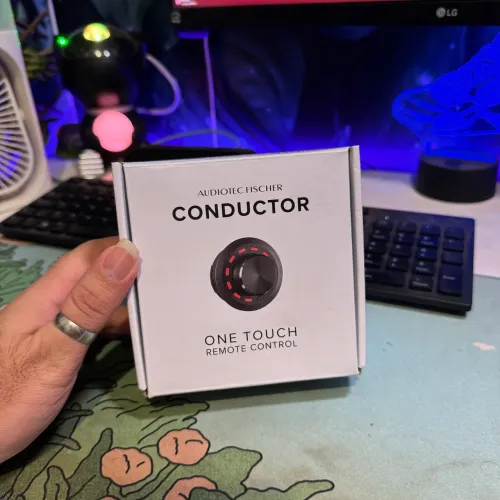 LG
AUDIOTEC FISCHER
CONDUCTOR
ONE TOUCH
REMOTE CONTROL